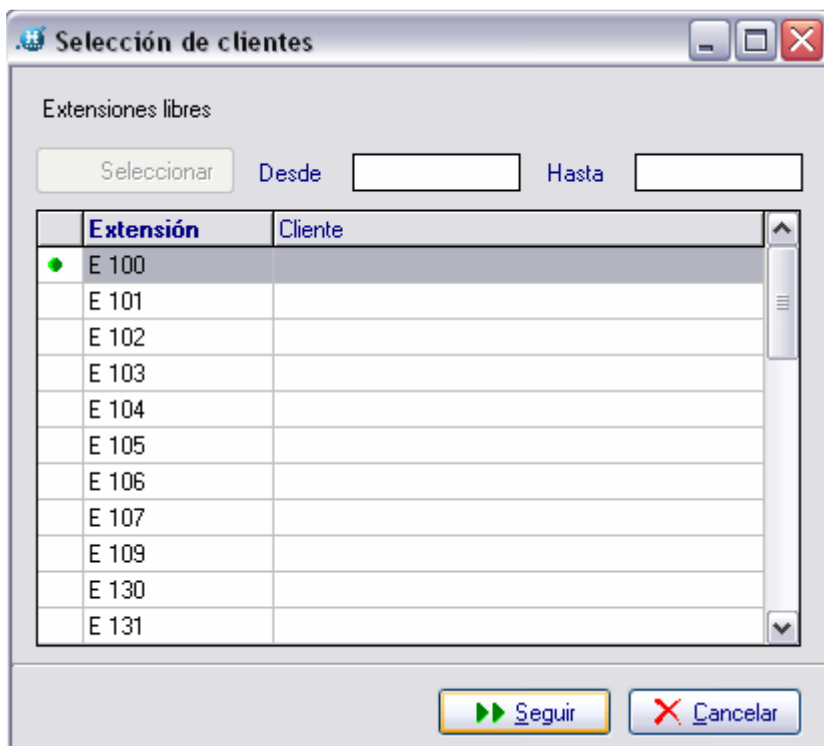 Selección de clientes
Extensiones libres
Seleccionar Desde Hasta
Extensión Cliente
E 100
E 101
E 102
E 103
E 104
E 105
E 106
E 107
E 109
E 130
E 131
Seguir Cancelar